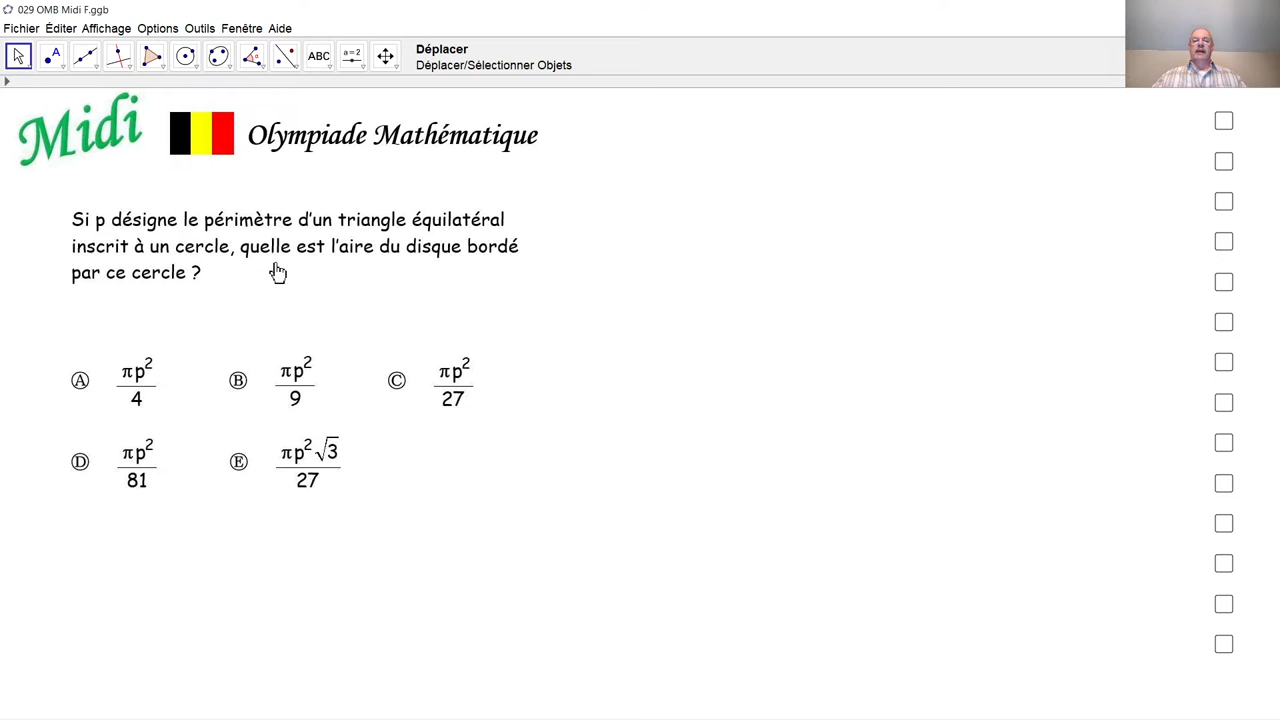 029 OMB Midi F.ggb
Fichier Éditer Affichage Options Outils Fenêtre Aide
A
ABC
a=2
Déplacer
Déplacer/Sélectionner Objets
Midi
Olympiade Mathématique
Si p désigne le périmètre d'un triangle équilatéral
inscrit à un cercle, quelle est l'aire du disque bordé
par ce cercle ?
Ⓐ πp²/4 Ⓑ πp²/9 Ⓒ πp²/27
Ⓓ πp²/81 Ⓔ πp²√3/27